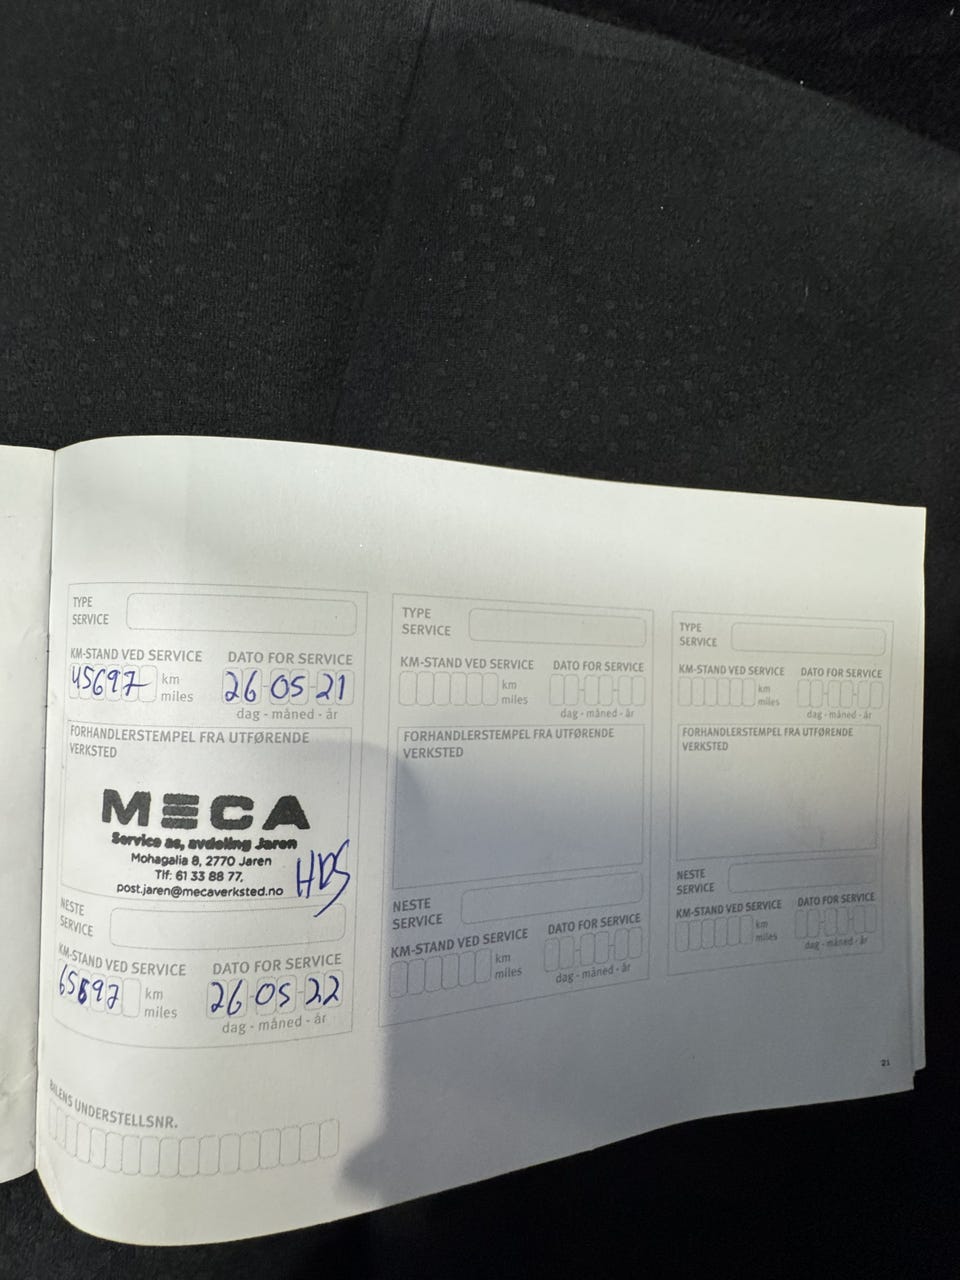 TYPE
SERVICE
KM-STAND VED SERVICE
45697 km
miles
DATO FOR SERVICE
26-05-21
dag - måned - år
FORHANDLERSTEMPEL FRA UTFØRENDE
VERKSTED
MECA
Service as, avdeling Jaren
Mohagalia 8, 2770 Jaren
Tlf: 61 33 88 77,
post.jaren@mecaverksted.no
NESTE
SERVICE
KM-STAND VED SERVICE
65697 km
miles
DATO FOR SERVICE
26-05-22
dag - måned - år
BILENS UNDERSTELLSNR.
TYPE
SERVICE
KM-STAND VED SERVICE
km
miles
DATO FOR SERVICE
dag - måned - år
FORHANDLERSTEMPEL FRA UTFØRENDE
VERKSTED
NESTE
SERVICE
KM-STAND VED SERVICE
km
miles
DATO FOR SERVICE
dag - måned - år
TYPE
SERVICE
KM-STAND VED SERVICE
km
miles
DATO FOR SERVICE
dag - måned - år
FORHANDLERSTEMPEL FRA UTFØRENDE
VERKSTED
NESTE
SERVICE
KM-STAND VED SERVICE
km
miles
DATO FOR SERVICE
dag - måned - år
21